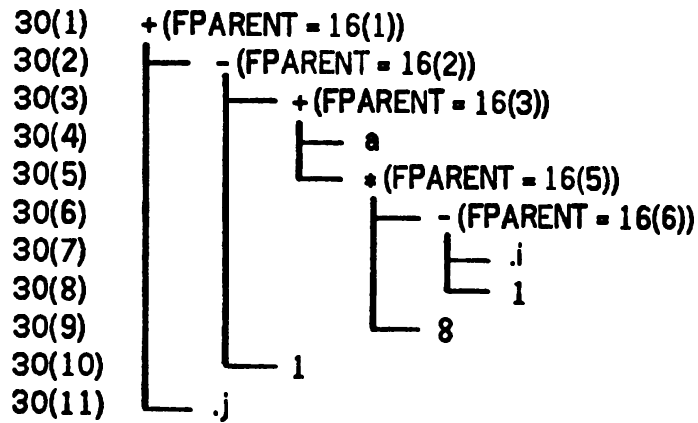 30(1) + (FPARENT = 16(1))
30(2) - (FPARENT = 16(2))
30(3) + (FPARENT = 16(3))
30(4) a
30(5) * (FPARENT = 16(5))
30(6) - (FPARENT = 16(6))
30(7) .i
30(8) 1
30(9) 8
30(10) 1
30(11) .j